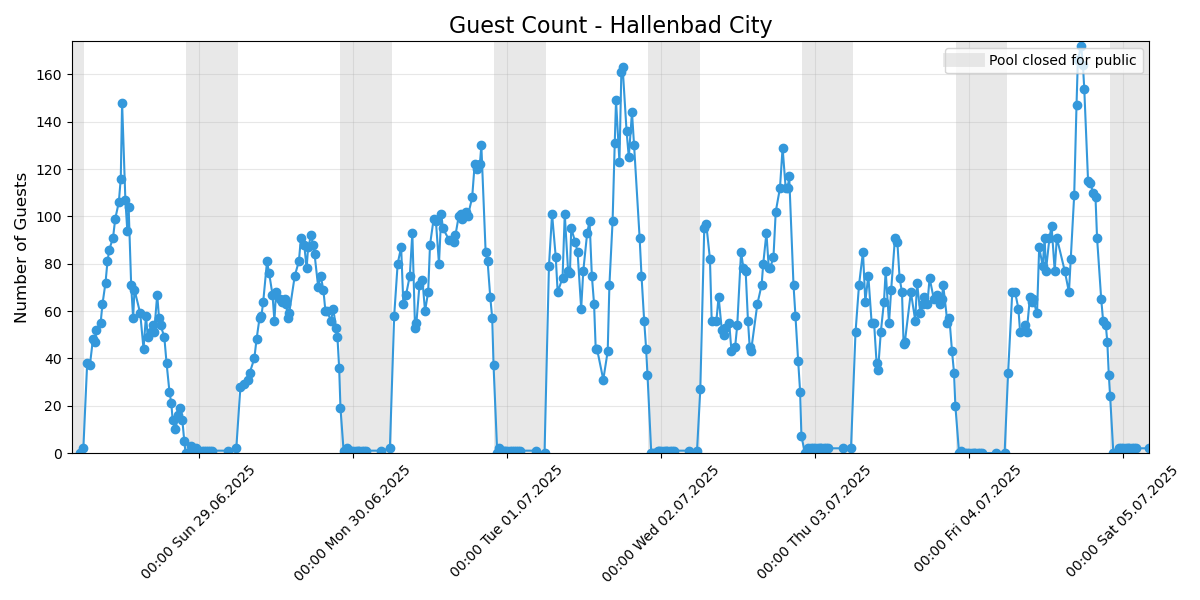 Guest Count - Hallenbad City
Pool closed for public
Number of Guests
160
140
120
100
80
60
40
20
0
00:00 Sun 29.06.2025
00:00 Mon 30.06.2025
00:00 Tue 01.07.2025
00:00 Wed 02.07.2025
00:00 Thu 03.07.2025
00:00 Fri 04.07.2025
00:00 Sat 05.07.2025